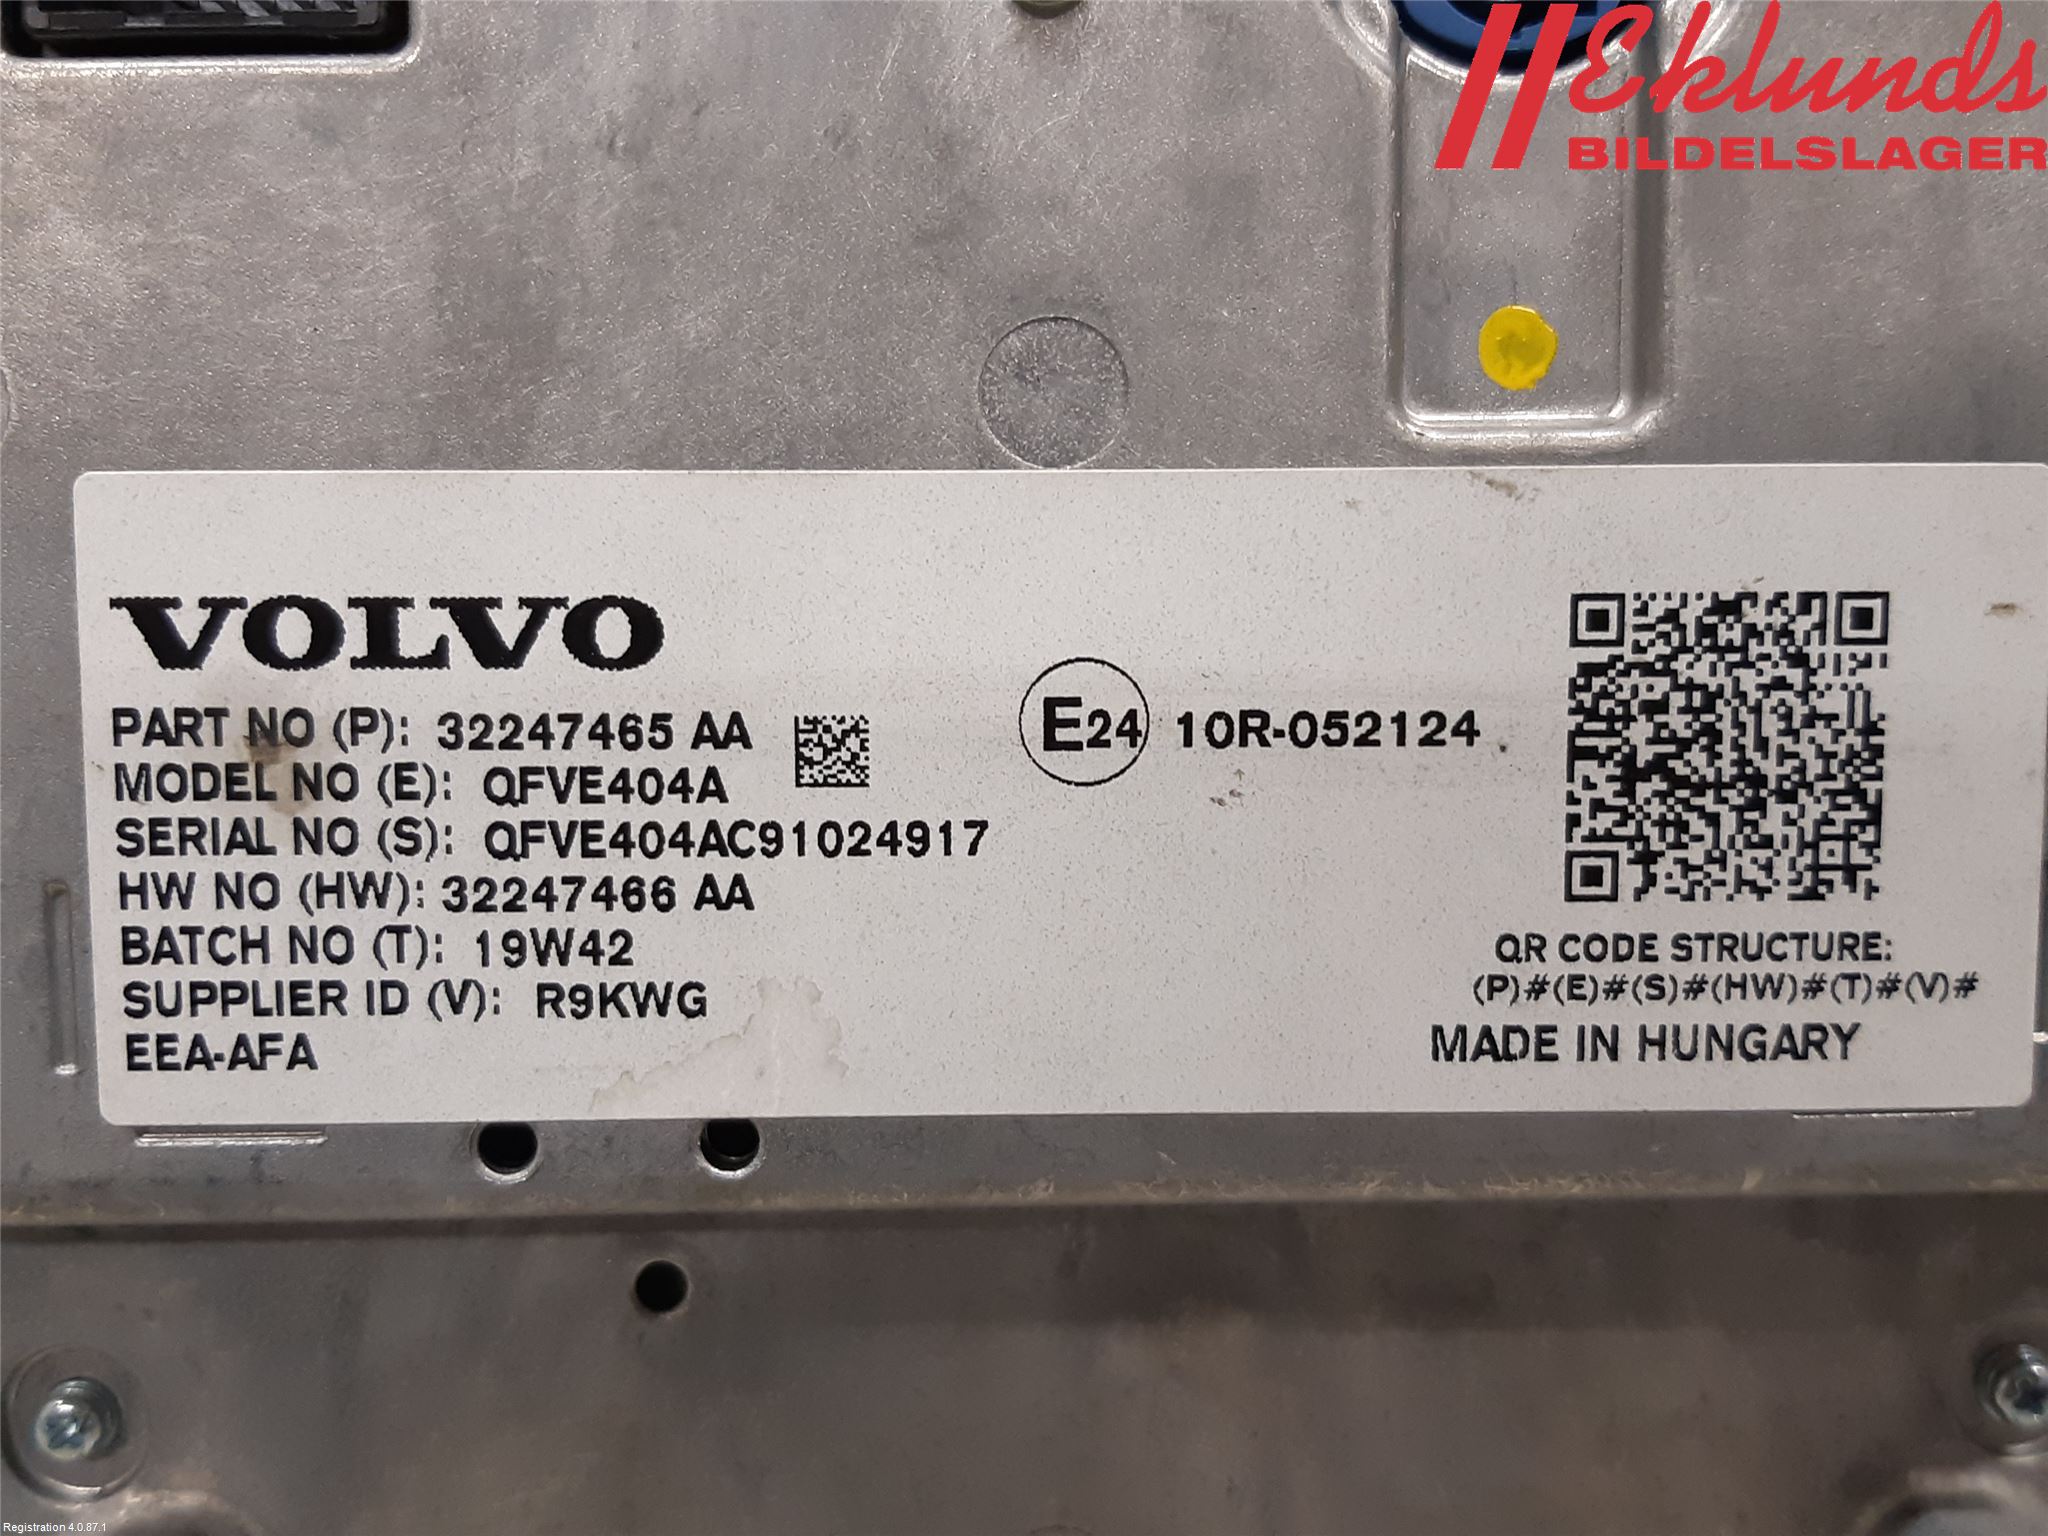 Eklunds
BILDELSLAGER
VOLVO
PART NO (P): 32247465 AA
MODEL NO (E): QFVE404A
SERIAL NO (S): QFVE404AC91024917
HW NO (HW): 32247466 AA
BATCH NO (T): 19W42
SUPPLIER ID (V): R9KWG
EEA-AFA
E24 10R-052124
QR CODE STRUCTURE:
(P)#(E)#(S)#(HW)#(T)#(V)#
MADE IN HUNGARY
Registration 4.0.87.1